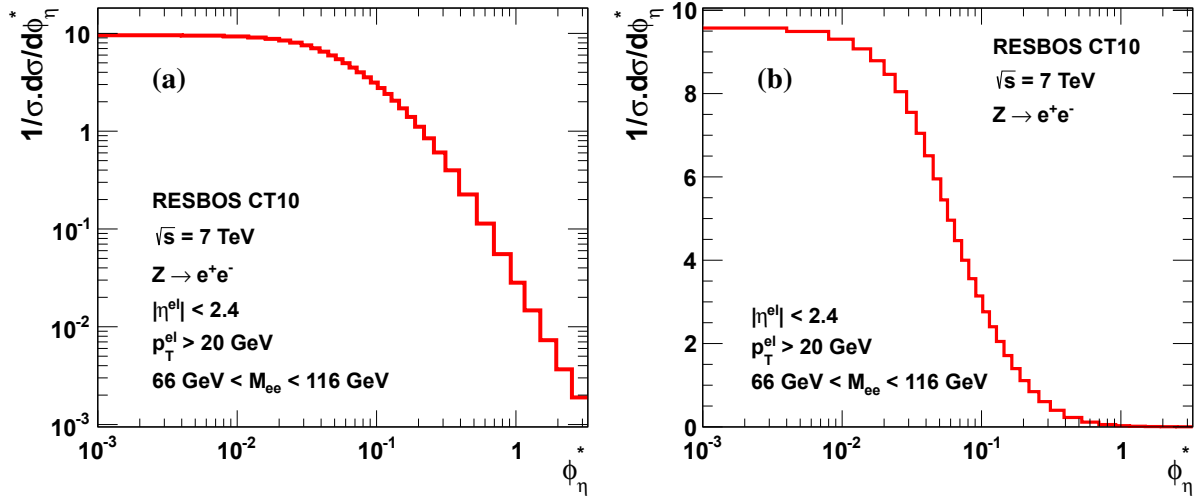 1/σ.dσ/dϕ*η
10
1
10-1
10-2
10-3
(a)
RESBOS CT10
√s = 7 TeV
Z → e+e-
|ηel| < 2.4
pTel > 20 GeV
66 GeV < Mee < 116 GeV
10-3 10-2 10-1 1
ϕ*η
1/σ.dσ/dϕ*η
10
8
6
4
2
0
(b)
RESBOS CT10
√s = 7 TeV
Z → e+e-
|ηel| < 2.4
pTel > 20 GeV
66 GeV < Mee < 116 GeV
10-3 10-2 10-1 1
ϕ*η